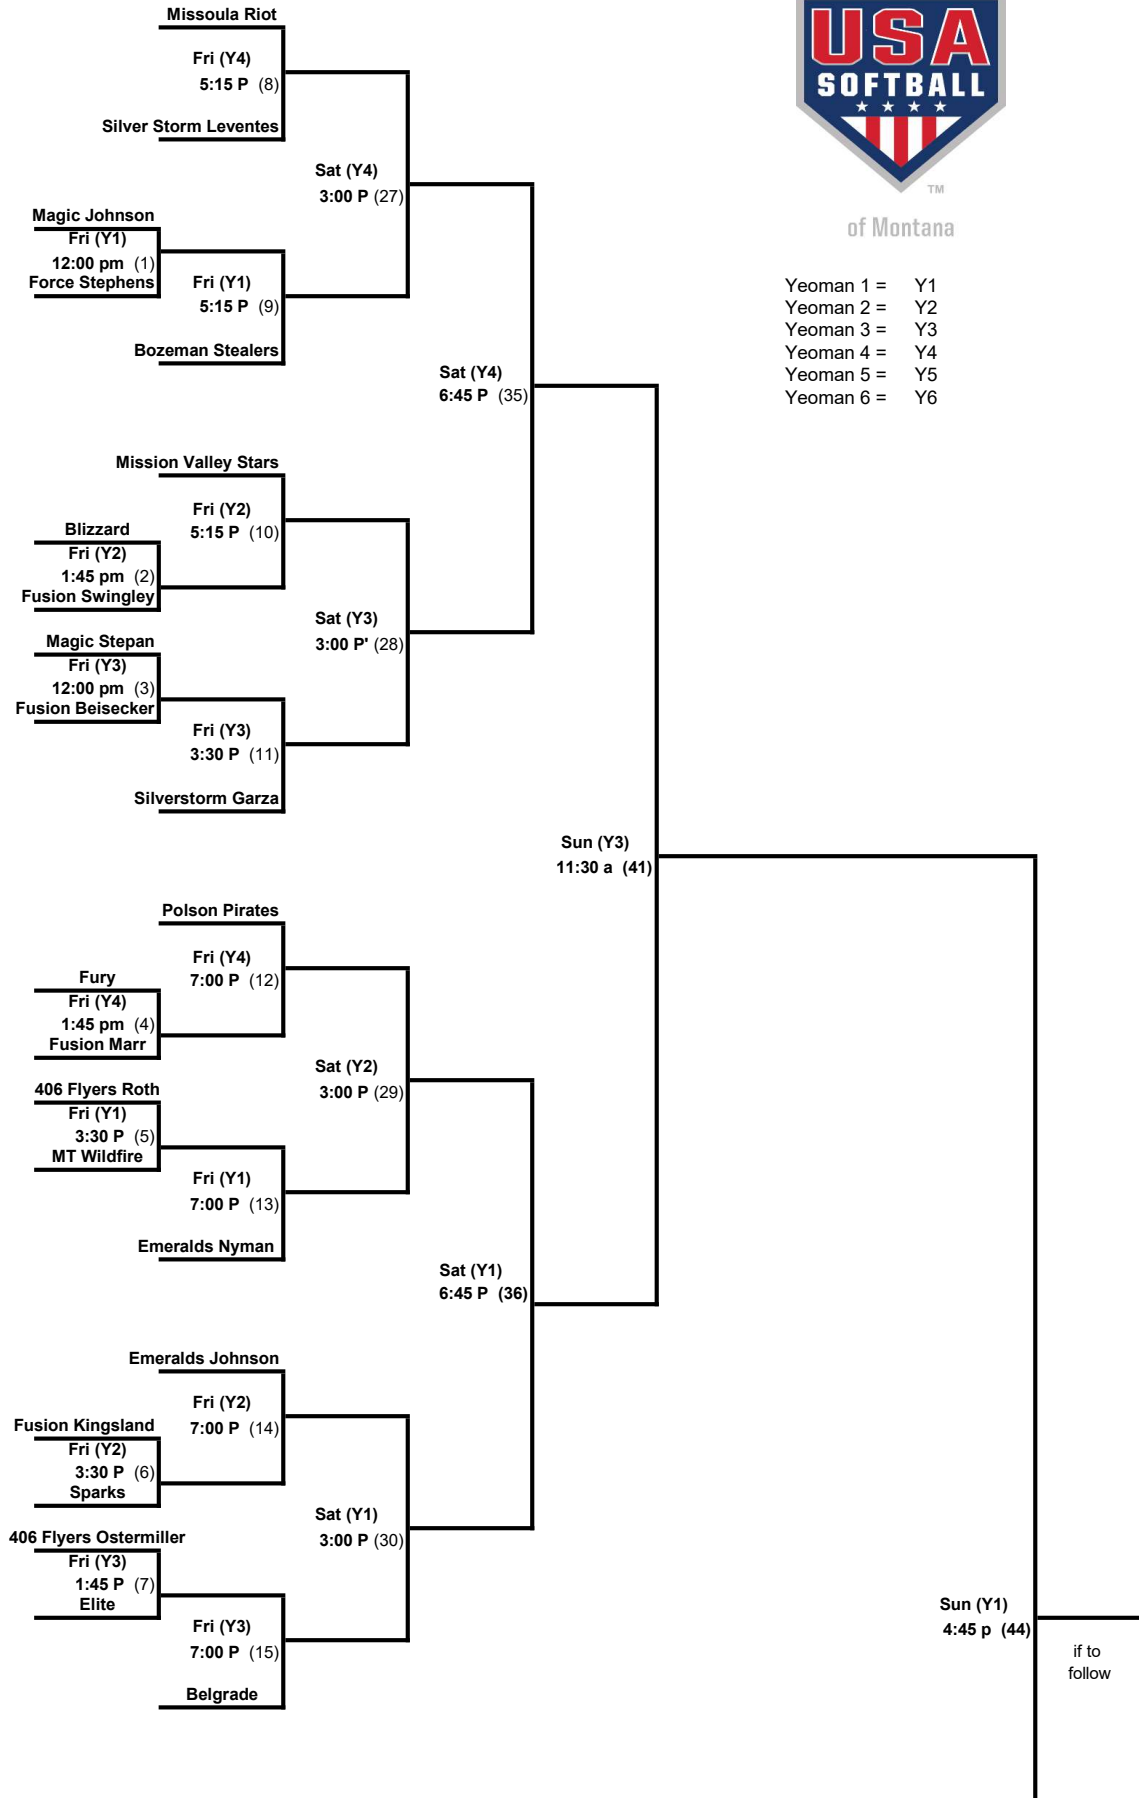 Missoula Riot
Fri (Y4)
5:15 P (8)
Silver Storm Leventes
Sat (Y4)
3:00 P (27)
Magic Johnson
Fri (Y1)
12:00 pm (1)
Force Stephens
Fri (Y1)
5:15 P (9)
Bozeman Stealers
Sat (Y4)
6:45 P (35)
Mission Valley Stars
Fri (Y2)
5:15 P (10)
Blizzard
Fri (Y2)
1:45 pm (2)
Fusion Swingley
Sat (Y3)
3:00 P' (28)
Magic Stepan
Fri (Y3)
12:00 pm (3)
Fusion Beisecker
Fri (Y3)
3:30 P (11)
Silverstorm Garza
Sun (Y3)
11:30 a (41)
Polson Pirates
Fri (Y4)
7:00 P (12)
Fury
Fri (Y4)
1:45 pm (4)
Fusion Marr
Sat (Y2)
3:00 P (29)
406 Flyers Roth
Fri (Y1)
3:30 P (5)
MT Wildfire
Fri (Y1)
7:00 P (13)
Emeralds Nyman
Sat (Y1)
6:45 P (36)
Emeralds Johnson
Fri (Y2)
7:00 P (14)
Fusion Kingsland
Fri (Y2)
3:30 P (6)
Sparks
Sat (Y1)
3:00 P (30)
406 Flyers Ostermiller
Fri (Y3)
1:45 P (7)
Elite
Fri (Y3)
7:00 P (15)
Belgrade
Sun (Y1)
4:45 p (44)
if to
follow
USA
SOFTBALL
TM
of Montana
Yeoman 1 = Y1
Yeoman 2 = Y2
Yeoman 3 = Y3
Yeoman 4 = Y4
Yeoman 5 = Y5
Yeoman 6 = Y6